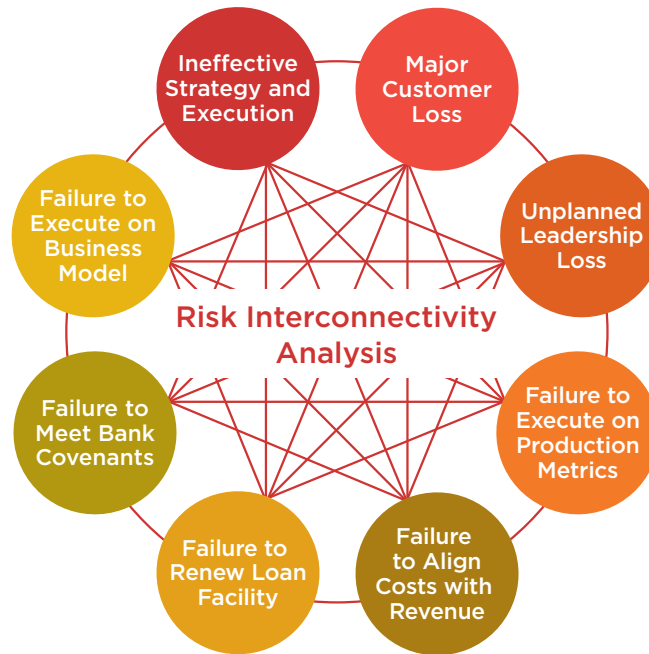 Ineffective
Strategy and
Execution
Major
Customer
Loss
Unplanned
Leadership
Loss
Failure to
Execute on
Production
Metrics
Failure
to Align
Costs with
Revenue
Failure to
Renew Loan
Facility
Failure to
Meet Bank
Covenants
Failure to
Execute on
Business
Model
Risk Interconnectivity
Analysis